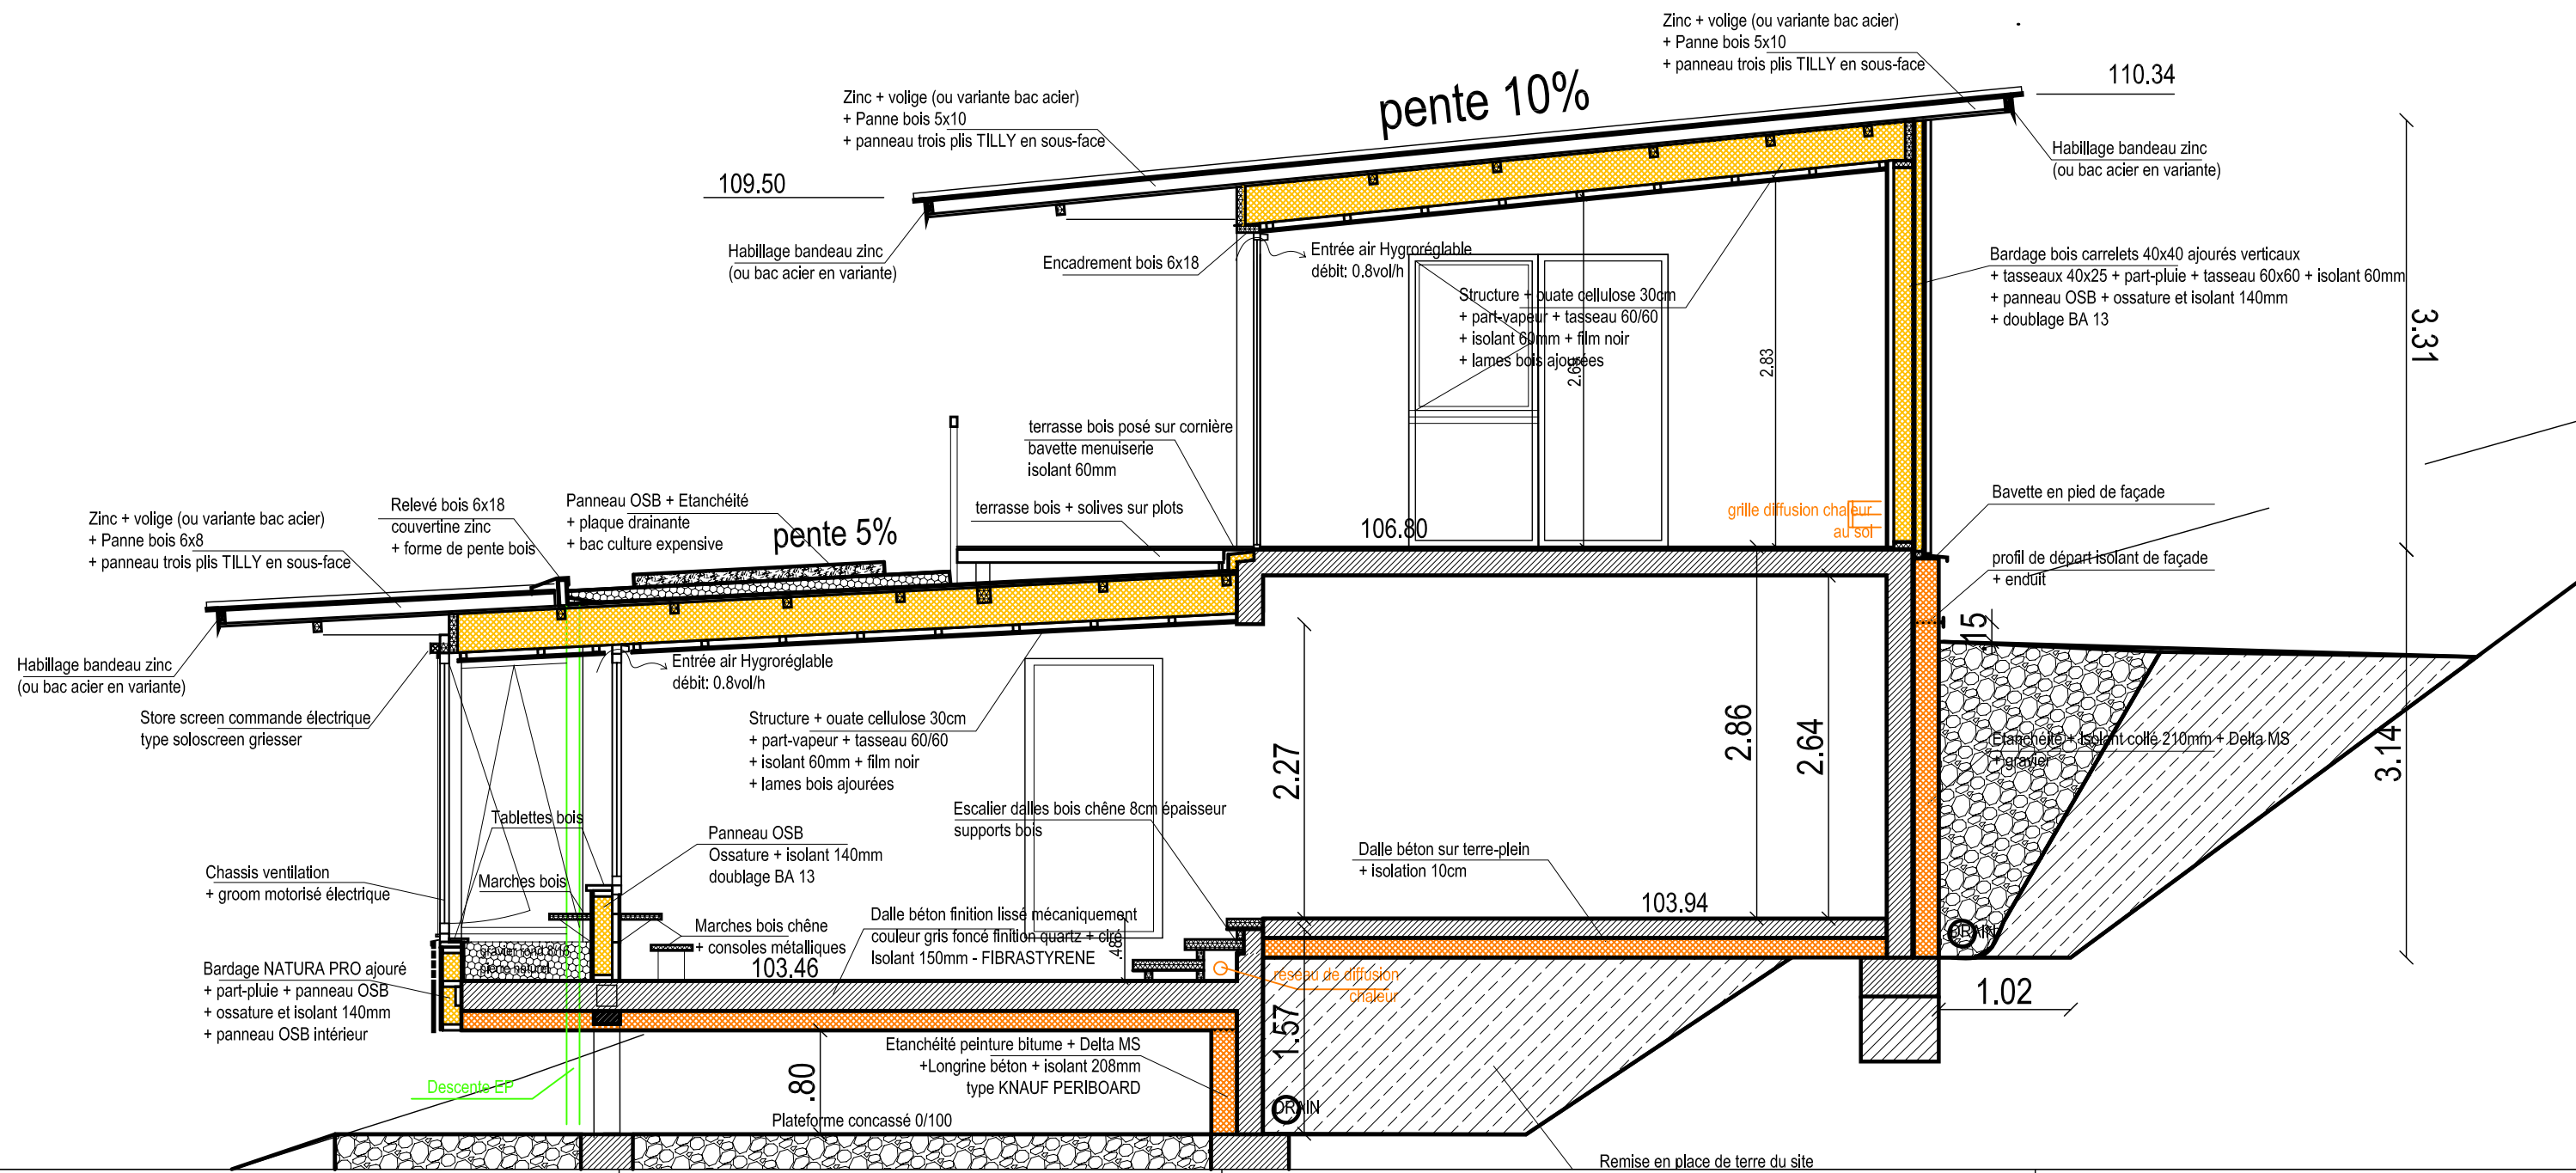 Zinc + volige (ou variante bac acier)
+ Panne bois 5x10
+ panneau trois plis TILLY en sous-face
110.34
pente 10%
Zinc + volige (ou variante bac acier)
+ Panne bois 5x10
+ panneau trois plis TILLY en sous-face
Habillage bandeau zinc
(ou bac acier en variante)
109.50
Habillage bandeau zinc
(ou bac acier en variante)
Encadrement bois 6x18
Entrée air Hygroréglable
débit: 0.8vol/h
Bardage bois carrelets 40x40 ajourés verticaux
+ tasseaux 40x25 + part-pluie + tasseau 60x60 + isolant 60mm
+ panneau OSB + ossature et isolant 140mm
+ doublage BA 13
Structure + ouate cellulose 30cm
+ part-vapeur + tasseau 60/60
+ isolant 60mm + film noir
+ lames bois ajourées
2.83
3.31
terrasse bois posé sur cornière
bavette menuiserie
isolant 60mm
terrasse bois + solives sur plots
Bavette en pied de façade
grille diffusion chaleur
au sol
106.80
Zinc + volige (ou variante bac acier)
+ Panne bois 6x8
+ panneau trois plis TILLY en sous-face
Relevé bois 6x18
couvertine zinc
+ forme de pente bois
Panneau OSB + Etanchéité
+ plaque drainante
+ bac culture expensive
pente 5%
profil de départ isolant de façade
+ enduit
.15
Habillage bandeau zinc
(ou bac acier en variante)
Entrée air Hygroréglable
débit: 0.8vol/h
Store screen commande électrique
type soloscreen griesser
Structure + ouate cellulose 30cm
+ part-vapeur + tasseau 60/60
+ isolant 60mm + film noir
+ lames bois ajourées
2.27
2.86
2.64
Etanchéité + Isolant collé 210mm + Delta MS
+ gravier
3.14
Tablettes bois
Panneau OSB
Ossature + isolant 140mm
doublage BA 13
Escalier dalles bois chêne 8cm épaisseur
supports bois
Dalle béton sur terre-plein
+ isolation 10cm
Chassis ventilation
+ groom motorisé électrique
Marches bois
Marches bois chêne
+ consoles métalliques
Dalle béton finition lissé mécaniquement
couleur gris foncé finition quartz + ciré
Isolant 150mm - FIBRASTYRENE
.48
103.94
DRAIN
103.46
Bardage NATURA PRO ajouré
+ part-pluie + panneau OSB
+ ossature et isolant 140mm
+ panneau OSB intérieur
reseau de diffusion
chaleur
1.02
1.57
Etanchéité peinture bitume + Delta MS
+Longrine béton + isolant 208mm
type KNAUF PERIBOARD
.80
Descente EP
DRAIN
Plateforme concassé 0/100
Remise en place de terre du site